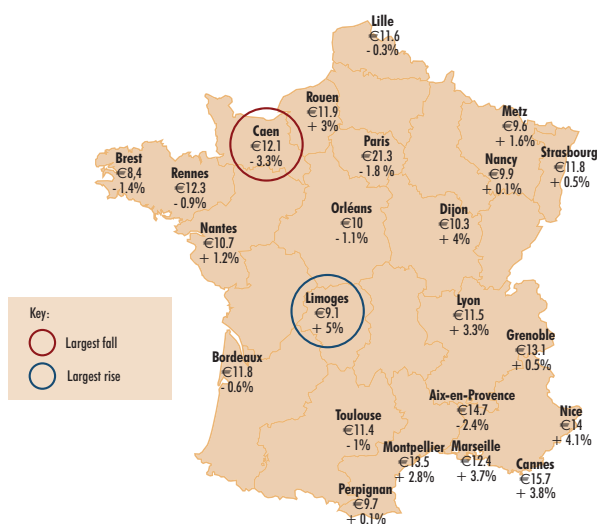 Lille
€11.6
- 0.3%
Rouen
€11.9
+ 3%
Caen
€12.1
- 3.3%
Paris
€21.3
- 1.8 %
Metz
€9.6
+ 1.6%
Nancy
€9.9
+ 0.1%
Strasbourg
€11.8
+ 0.5%
Brest
€8,4
- 1.4%
Rennes
€12.3
- 0.9%
Nantes
€10.7
+ 1.2%
Orléans
€10
- 1.1%
Dijon
€10.3
+ 4%
Key:
Largest fall
Largest rise
Limoges
€9.1
+ 5%
Lyon
€11.5
+ 3.3%
Grenoble
€13.1
+ 0.5%
Bordeaux
€11.8
- 0.6%
Aix-en-Provence
€14.7
- 2.4%
Nice
€14
+ 4.1%
Toulouse
€11.4
- 1%
Montpellier
€13.5
+ 2.8%
Marseille
€12.4
+ 3.7%
Cannes
€15.7
+ 3.8%
Perpignan
€9.7
+ 0.1%